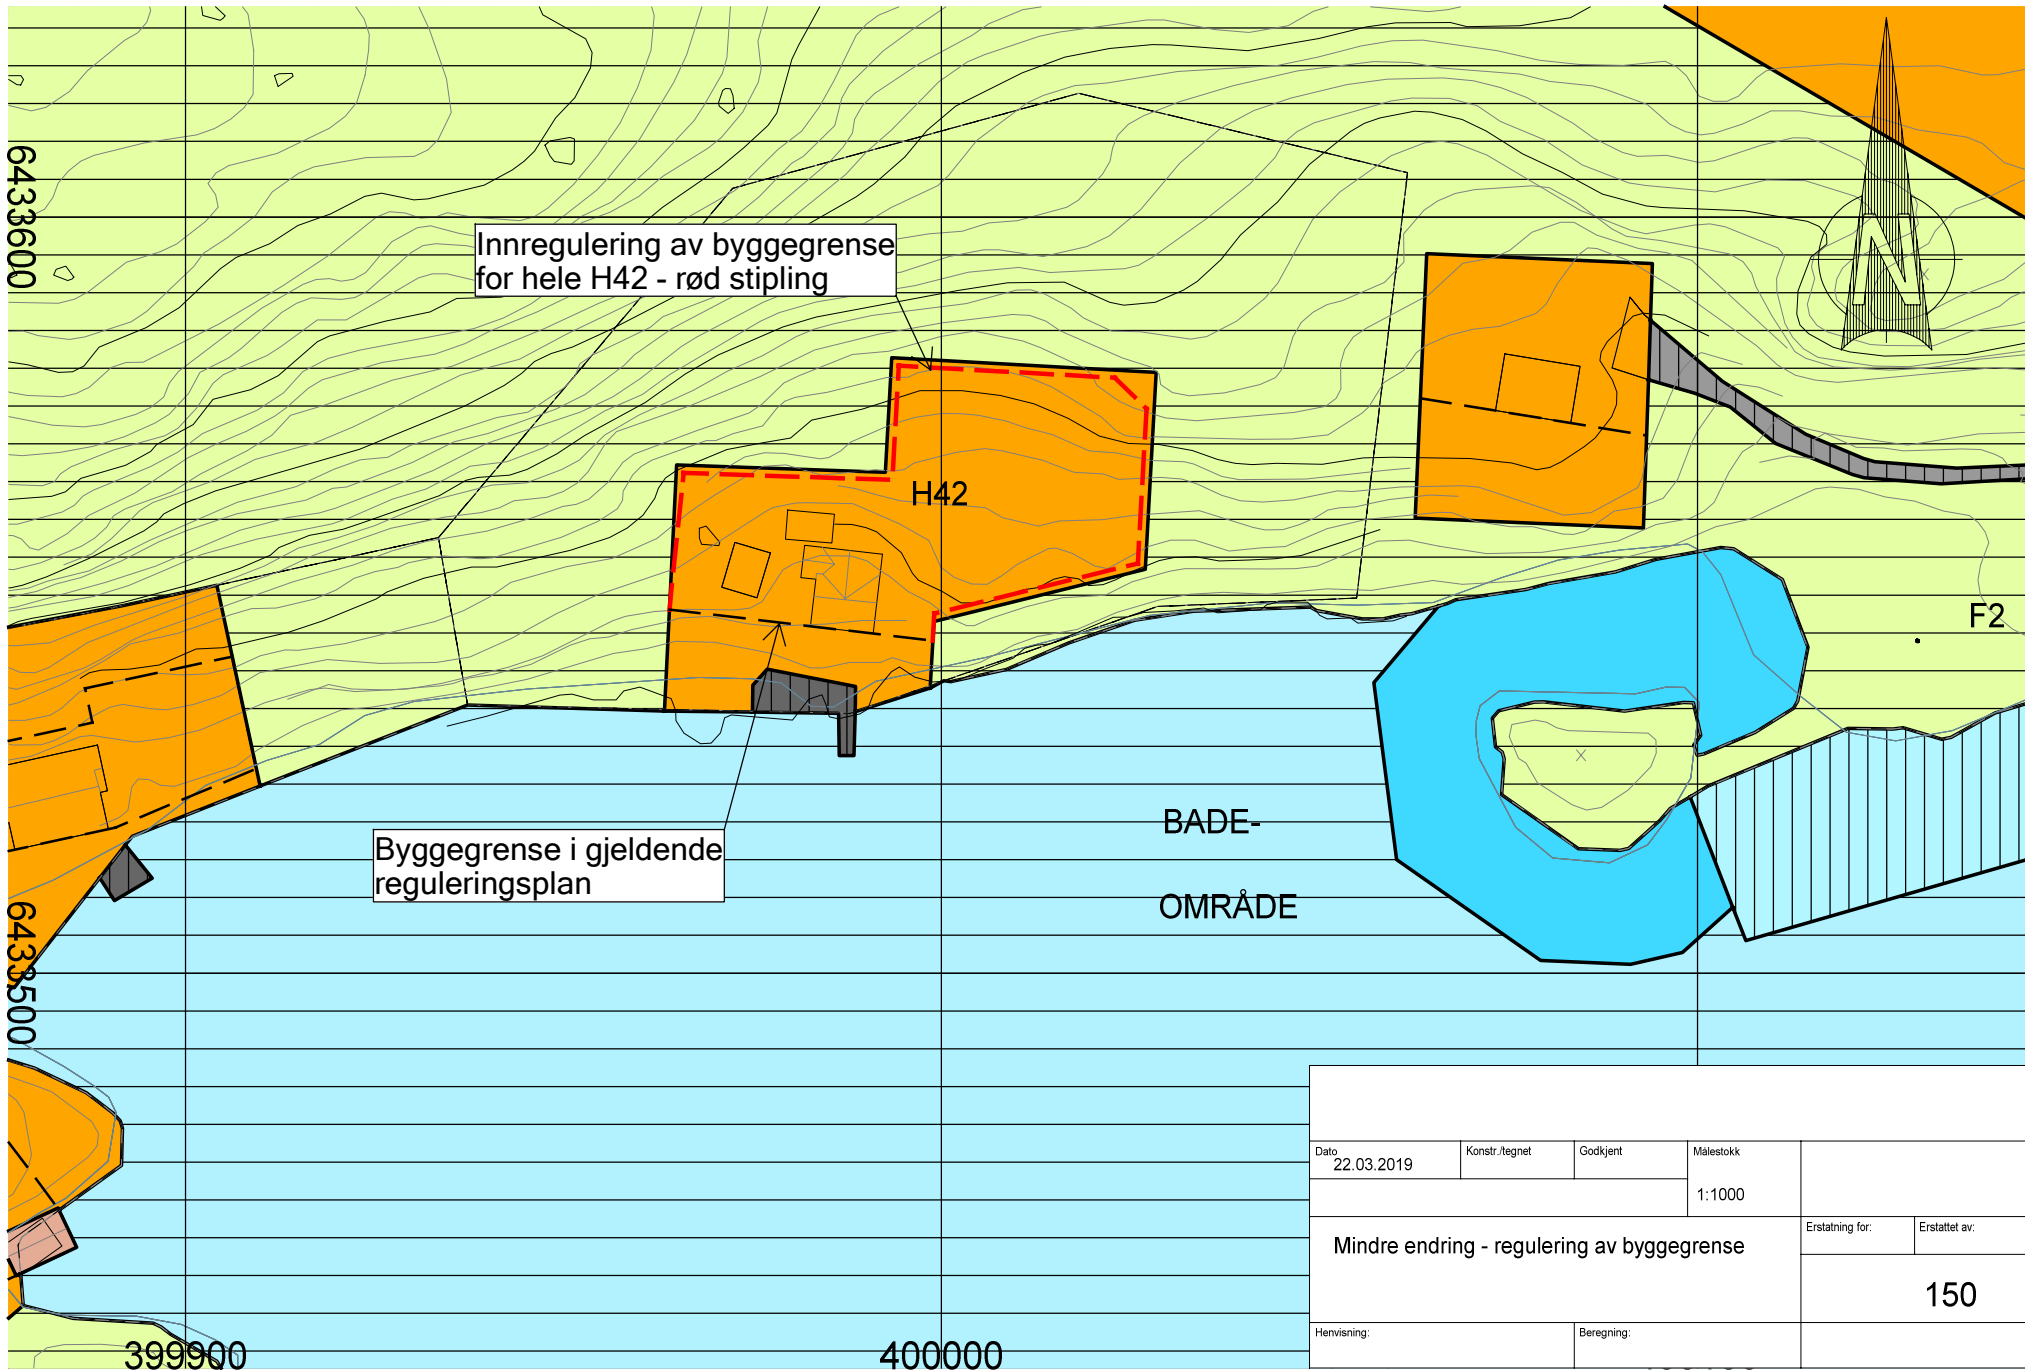 6433600
Innregulering av byggegrense
for hele H42 - rød stipling
N
H42
F2
BADE-
OMRÅDE
Byggegrense i gjeldende
reguleringsplan
6433500
399900
400000
Dato
22.03.2019
Konstr./tegnet
Godkjent
Målestokk
1:1000
Mindre endring - regulering av byggegrense
Erstatning for:
Erstattet av:
150
Henvisning:
Beregning: